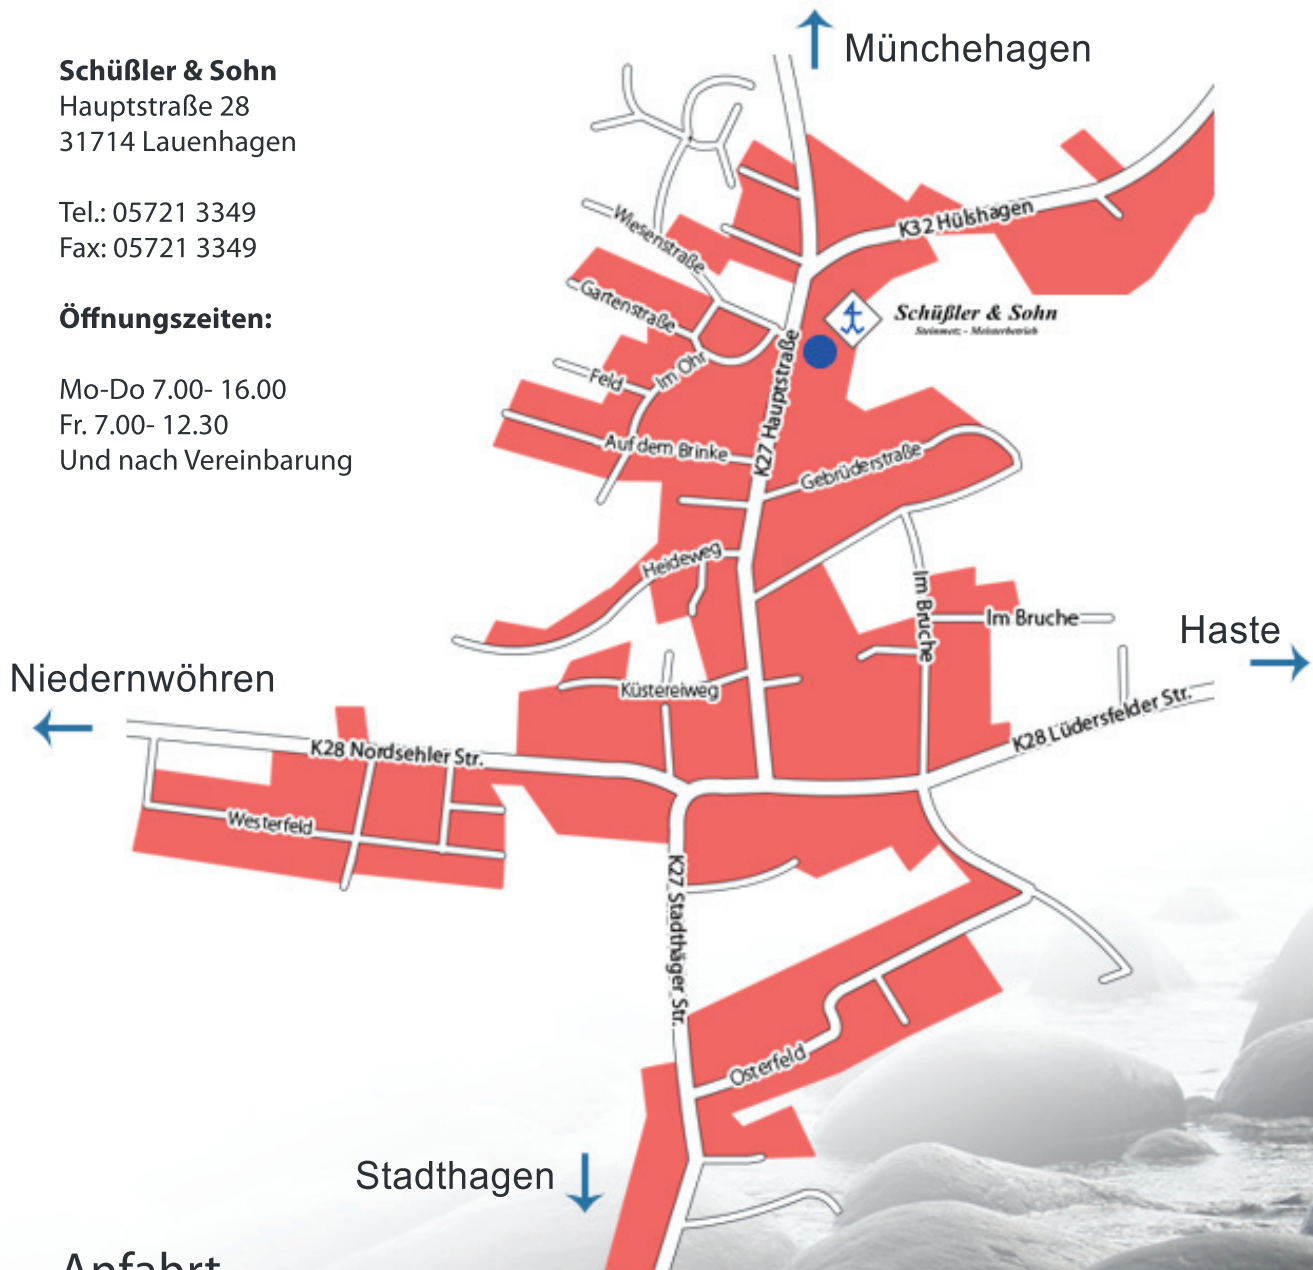 Schüßler & Sohn
Hauptstraße 28
31714 Lauenhagen
Tel.: 05721 3349
Fax: 05721 3349
Öffnungszeiten:
Mo-Do 7.00- 16.00
Fr. 7.00- 12.30
Und nach Vereinbarung
Münchehagen
K32 Hülshagen
Wiesenstraße
Gartenstraße
Schüßler & Sohn
Steinmetz - Meisterbetrieb
Im Ohr
Feld
K27 Hauptstraße
Auf dem Brinke
Gebrüderstraße
Heideweg
Im Bruche
Im Bruche
Haste
Niedernwöhren
Küstereiweg
K28 Lüdersfelder Str.
K28 Nordsehler Str.
Westerfeld
K27 Stadthäger Str.
Osterfeld
Stadthagen
Anfahrt